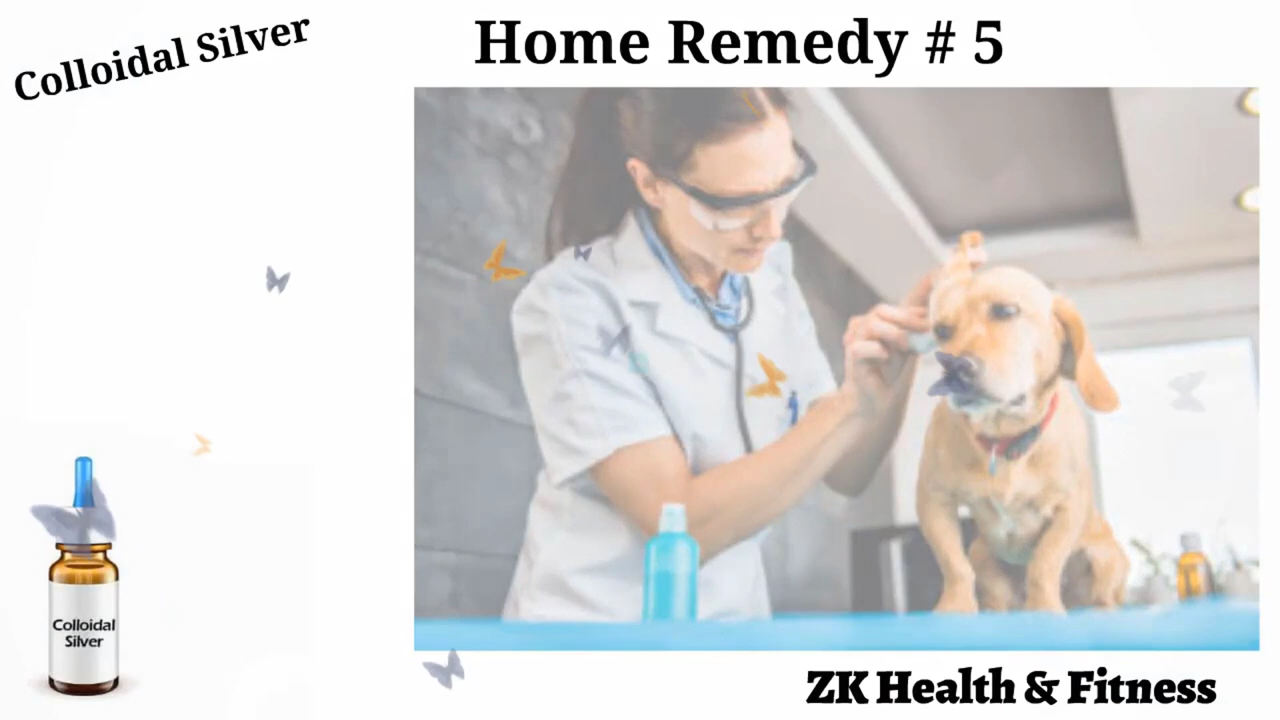 Colloidal Silver
Home Remedy # 5
Colloidal
Silver
ZK Health & Fitness